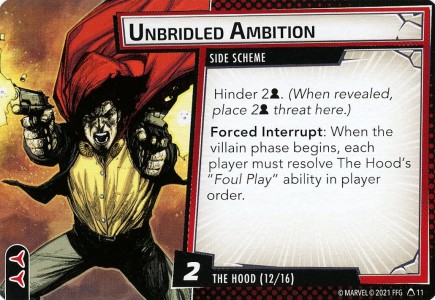 UNBRIDLED AMBITION
SIDE SCHEME
Hinder 2. (When revealed,
place 2 threat here.)
Forced Interrupt: When the
villain phase begins, each
player must resolve The Hood's
"Foul Play" ability in player
order.
2
THE HOOD (12/16)
© MARVEL © 2021 FFG 11